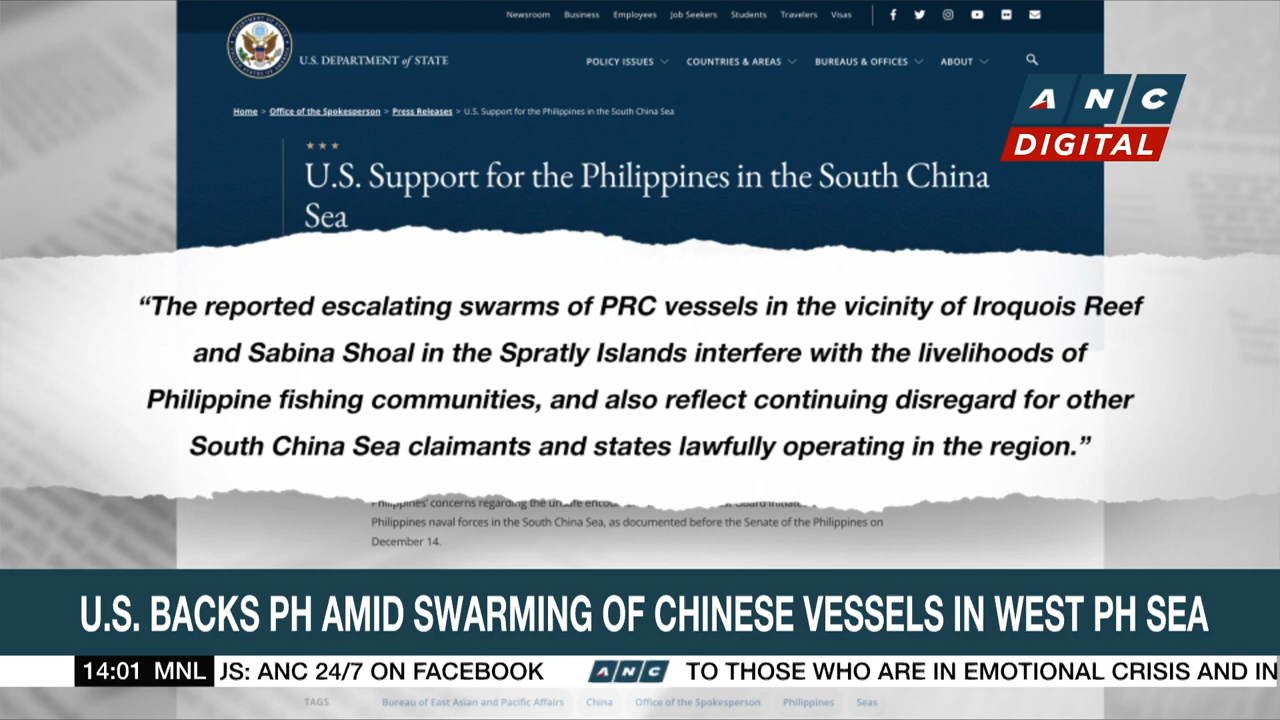 Newsroom Business Employees Job Seekers Students Travelers Visas
U.S. DEPARTMENT of STATE
POLICY ISSUES COUNTRIES & AREAS BUREAUS & OFFICES ABOUT
Home > Office of the Spokesperson > Press Releases > U.S. Support for the Philippines in the South China Sea
ANC
DIGITAL
U.S. Support for the Philippines in the South China
Sea
“The reported escalating swarms of PRC vessels in the vicinity of Iroquois Reef
and Sabina Shoal in the Spratly Islands interfere with the livelihoods of
Philippine fishing communities, and also reflect continuing disregard for other
South China Sea claimants and states lawfully operating in the region.”
Philippines’ concerns regarding the unsafe
Philippines naval forces in the South China Sea, as documented before the Senate of the Philippines on
December 14.
U.S. BACKS PH AMID SWARMING OF CHINESE VESSELS IN WEST PH SEA
14:01 MNL JS: ANC 24/7 ON FACEBOOK ANC TO THOSE WHO ARE IN EMOTIONAL CRISIS AND IN
TAGS Bureau of East Asian and Pacific Affairs China Office of the Spokesperson Philippines Seas